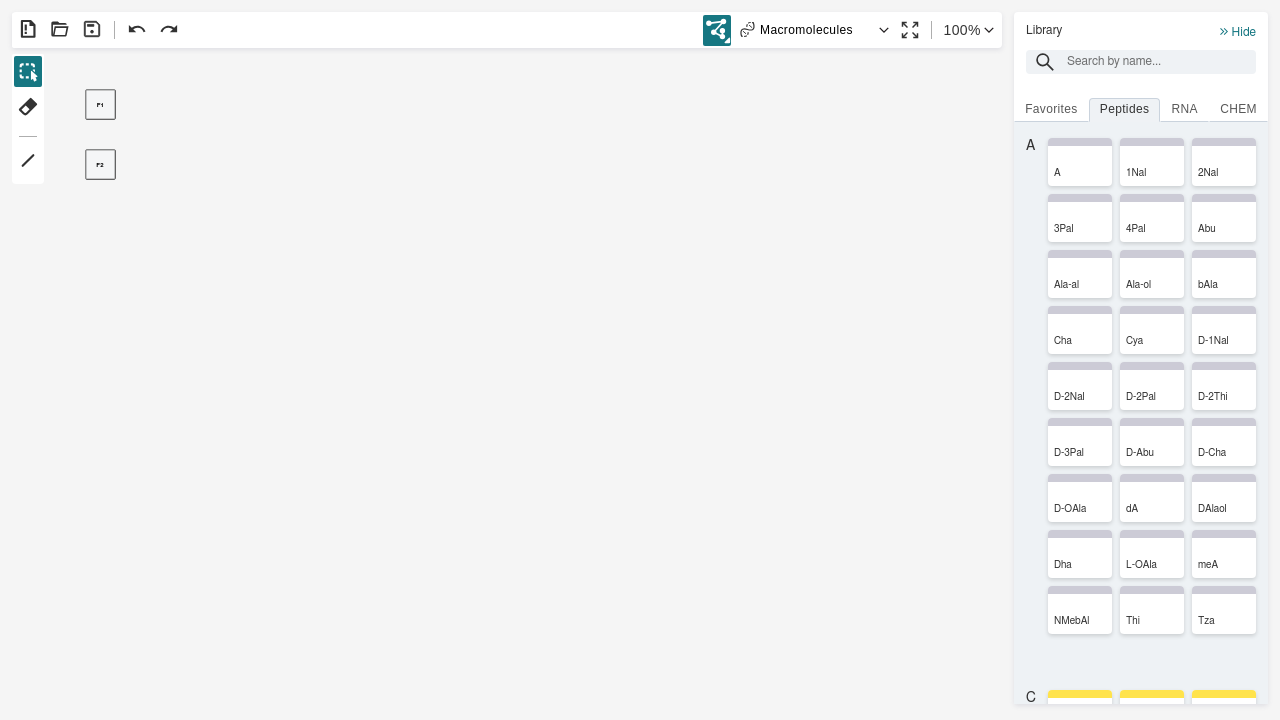 Macromolecules
100%
Library
Hide
Search by name...
Favorites
Peptides
RNA
CHEM
F1
F2
A
A
1Nal
2Nal
3Pal
4Pal
Abu
Ala-al
Ala-ol
bAla
Cha
Cya
D-1Nal
D-2Nal
D-2Pal
D-2Thi
D-3Pal
D-Abu
D-Cha
D-OAla
dA
DAlaol
Dha
L-OAla
meA
NMebAl
Thi
Tza
C